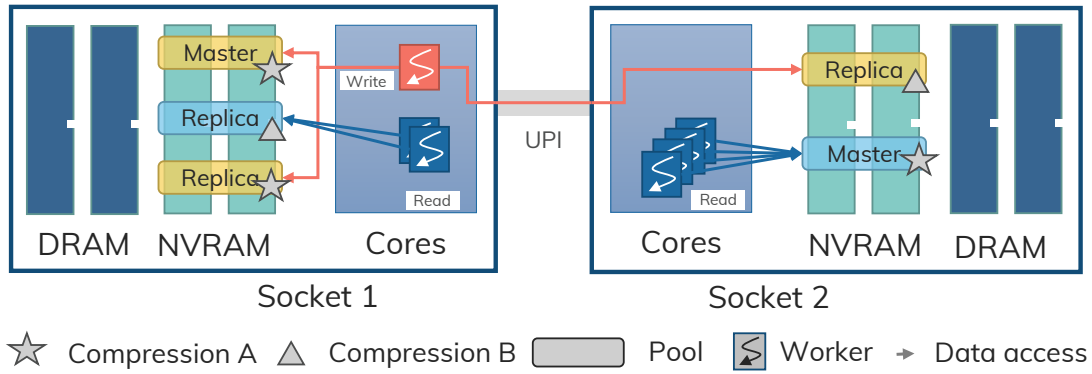 Master
Write
Replica
Replica
Replica
UPI
Master
Read
Read
DRAM
NVRAM
Cores
Cores
NVRAM
DRAM
Socket 1
Socket 2
Compression A
Compression B
Pool
Worker
Data access